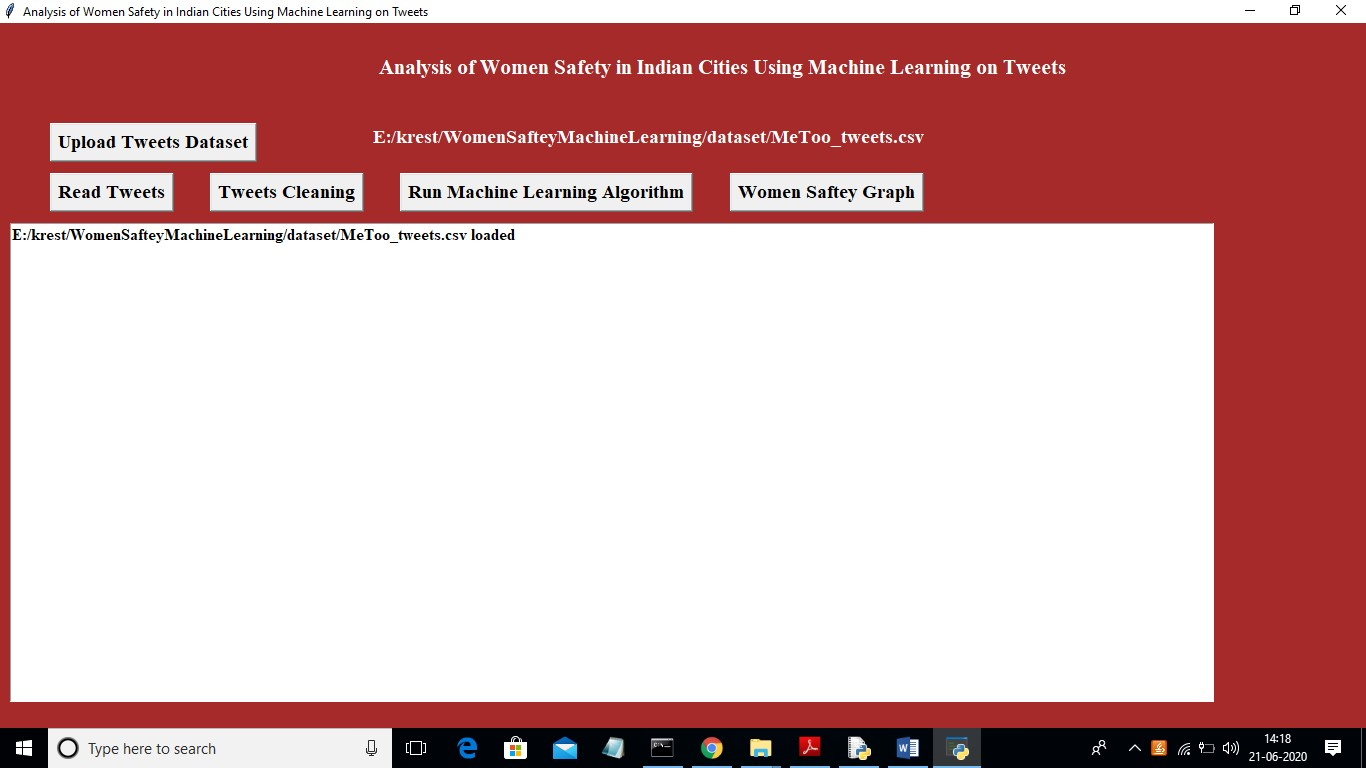 Analysis of Women Safety in Indian Cities Using Machine Learning on Tweets
Analysis of Women Safety in Indian Cities Using Machine Learning on Tweets
Upload Tweets Dataset
E:/krest/WomenSafteyMachineLearning/dataset/MeToo_tweets.csv
Read Tweets
Tweets Cleaning
Run Machine Learning Algorithm
Women Saftey Graph
E:/krest/WomenSafteyMachineLearning/dataset/MeToo_tweets.csv loaded
Type here to search
14:18
21-06-2020